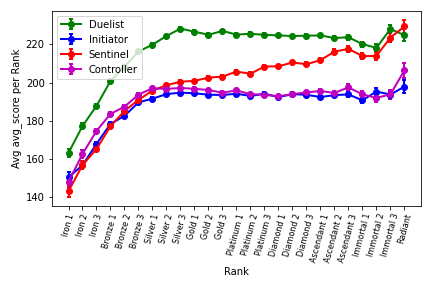 Duelist
Initiator
Sentinel
Controller
Avg avg_score per Rank
220
200
180
160
140
Iron 1
Iron 2
Iron 3
Bronze 1
Bronze 2
Bronze 3
Silver 1
Silver 2
Silver 3
Gold 1
Gold 2
Gold 3
Platinum 1
Platinum 2
Platinum 3
Diamond 1
Diamond 2
Diamond 3
Ascendant 1
Ascendant 2
Ascendant 3
Immortal 1
Immortal 2
Immortal 3
Radiant
Rank